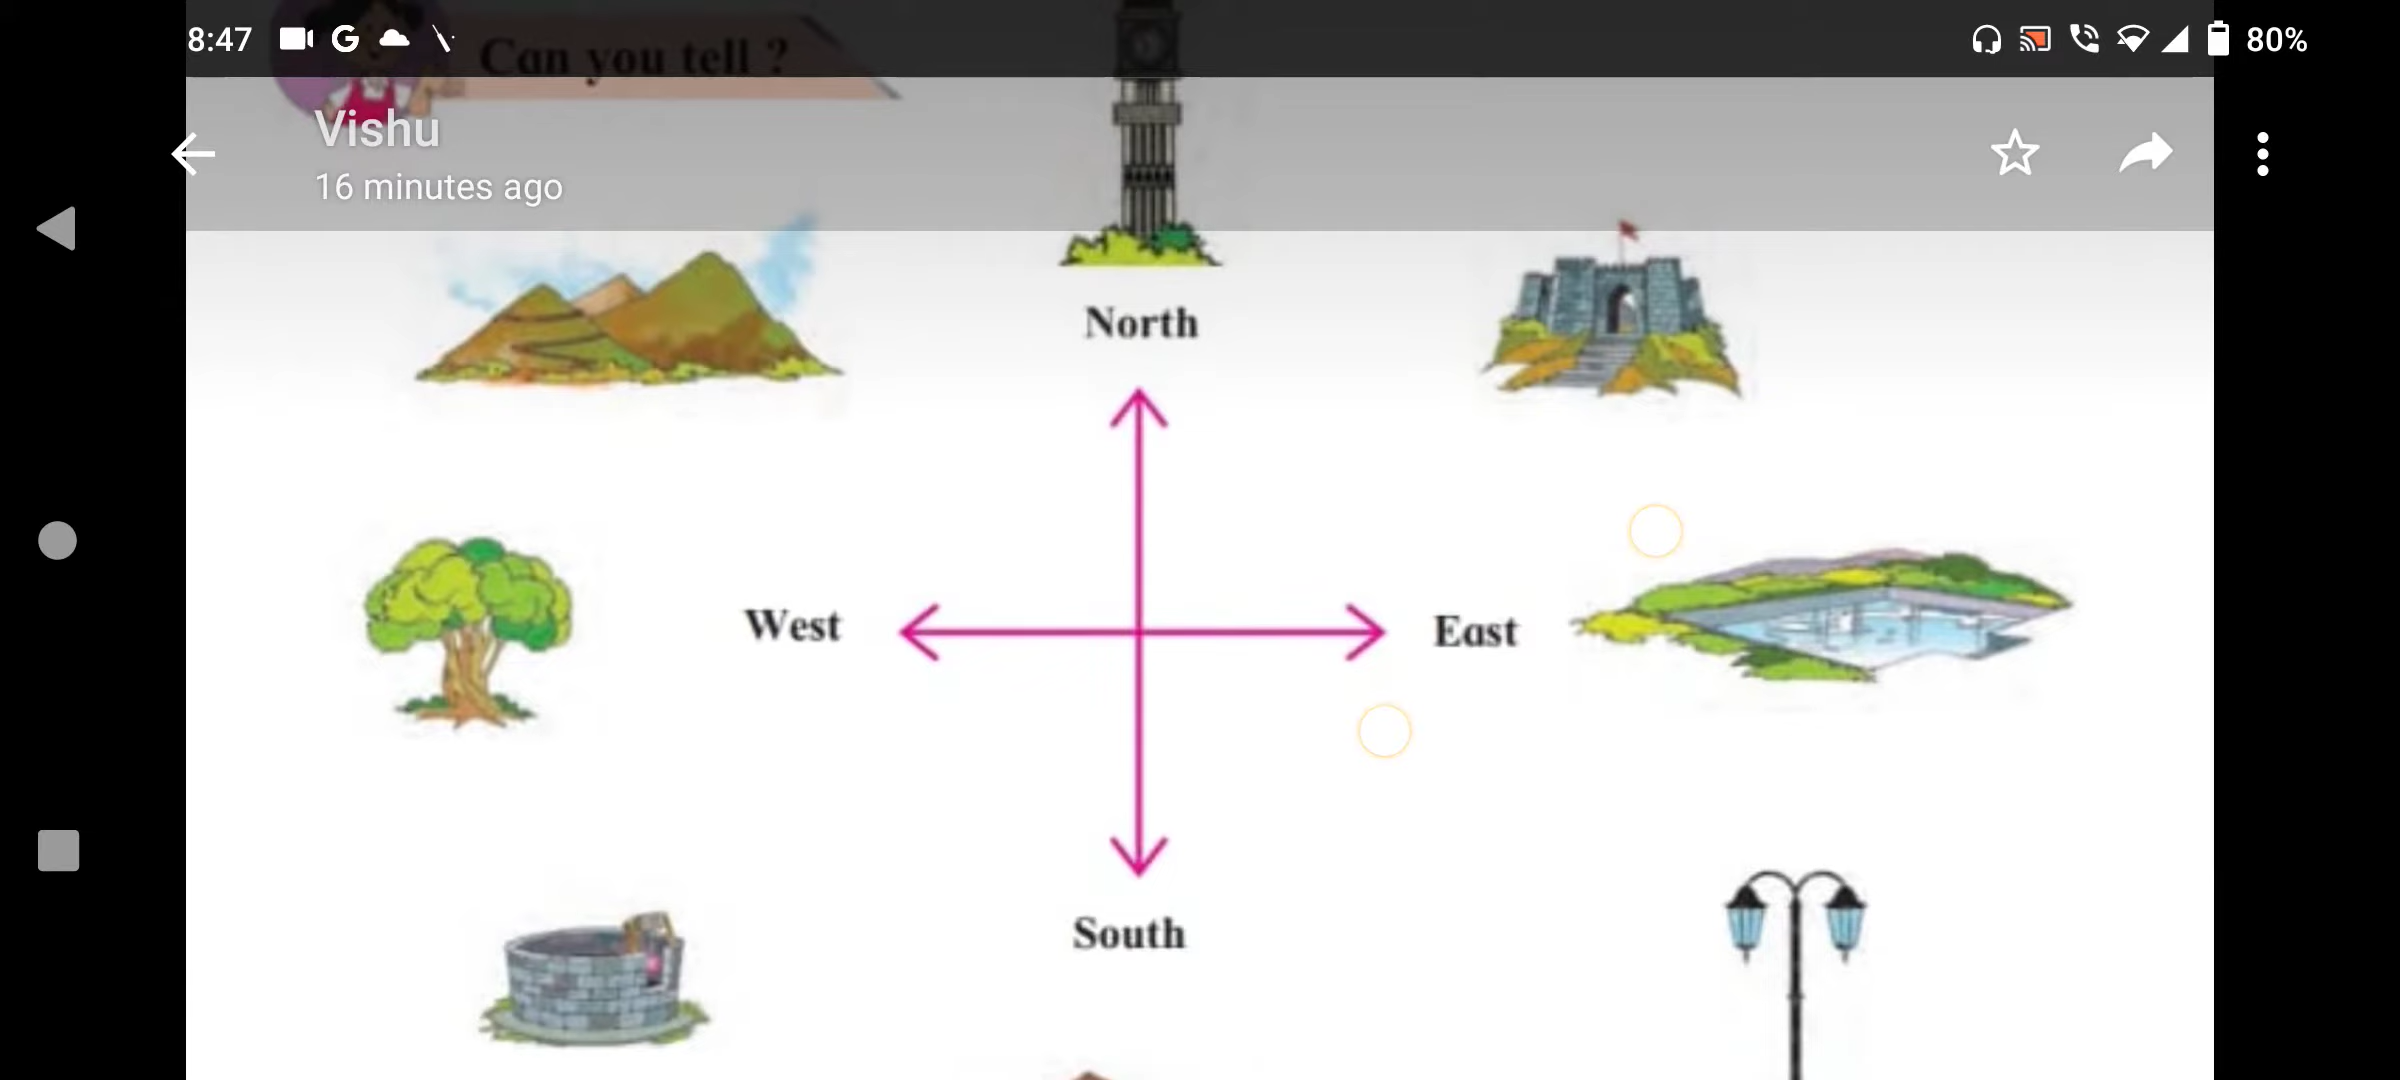 8:47
80%
Can you tell ?
Vishu
16 minutes ago
North
West
East
South